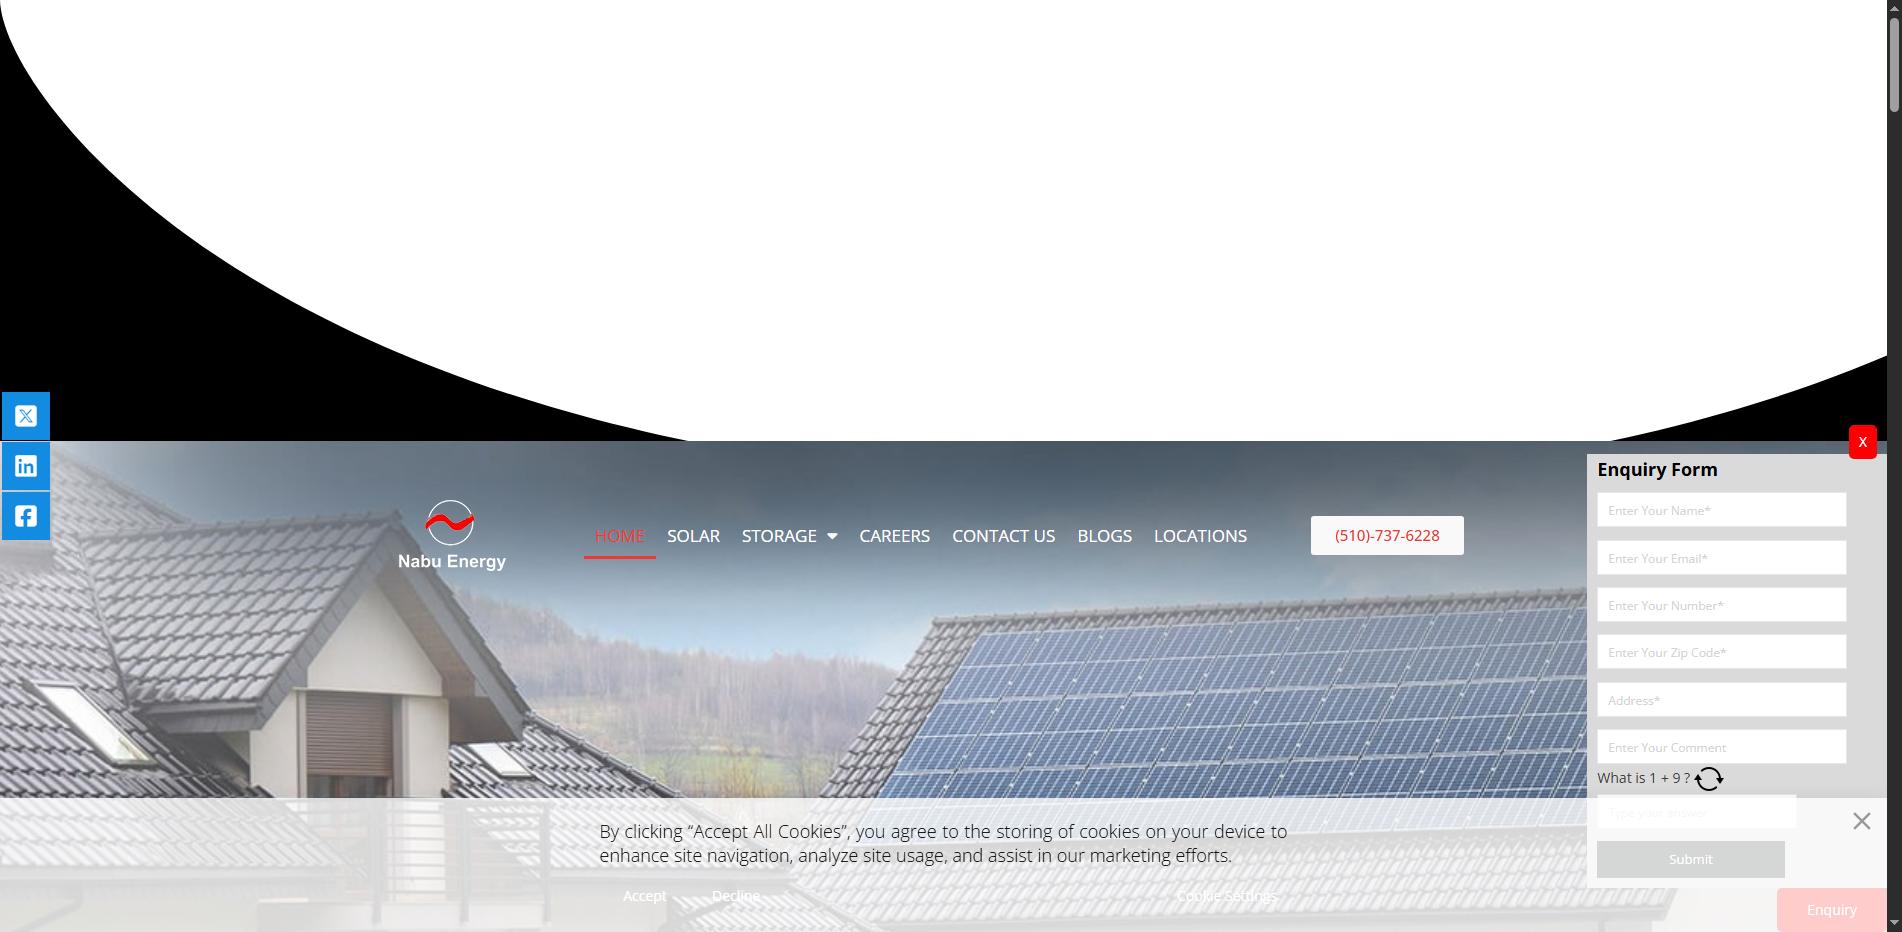 X
Enquiry Form
Enter Your Name*
Nabu Energy
HOME SOLAR STORAGE CAREERS CONTACT US BLOGS LOCATIONS
(510)-737-6228
Enter Your Email*
Enter Your Number*
Enter Your Zip Code*
Address*
Enter Your Comment
What is 1 + 9 ?
Type your answer
By clicking “Accept All Cookies”, you agree to the storing of cookies on your device to
enhance site navigation, analyze site usage, and assist in our marketing efforts.
Submit
Accept Decline Cookie Settings
Enquiry